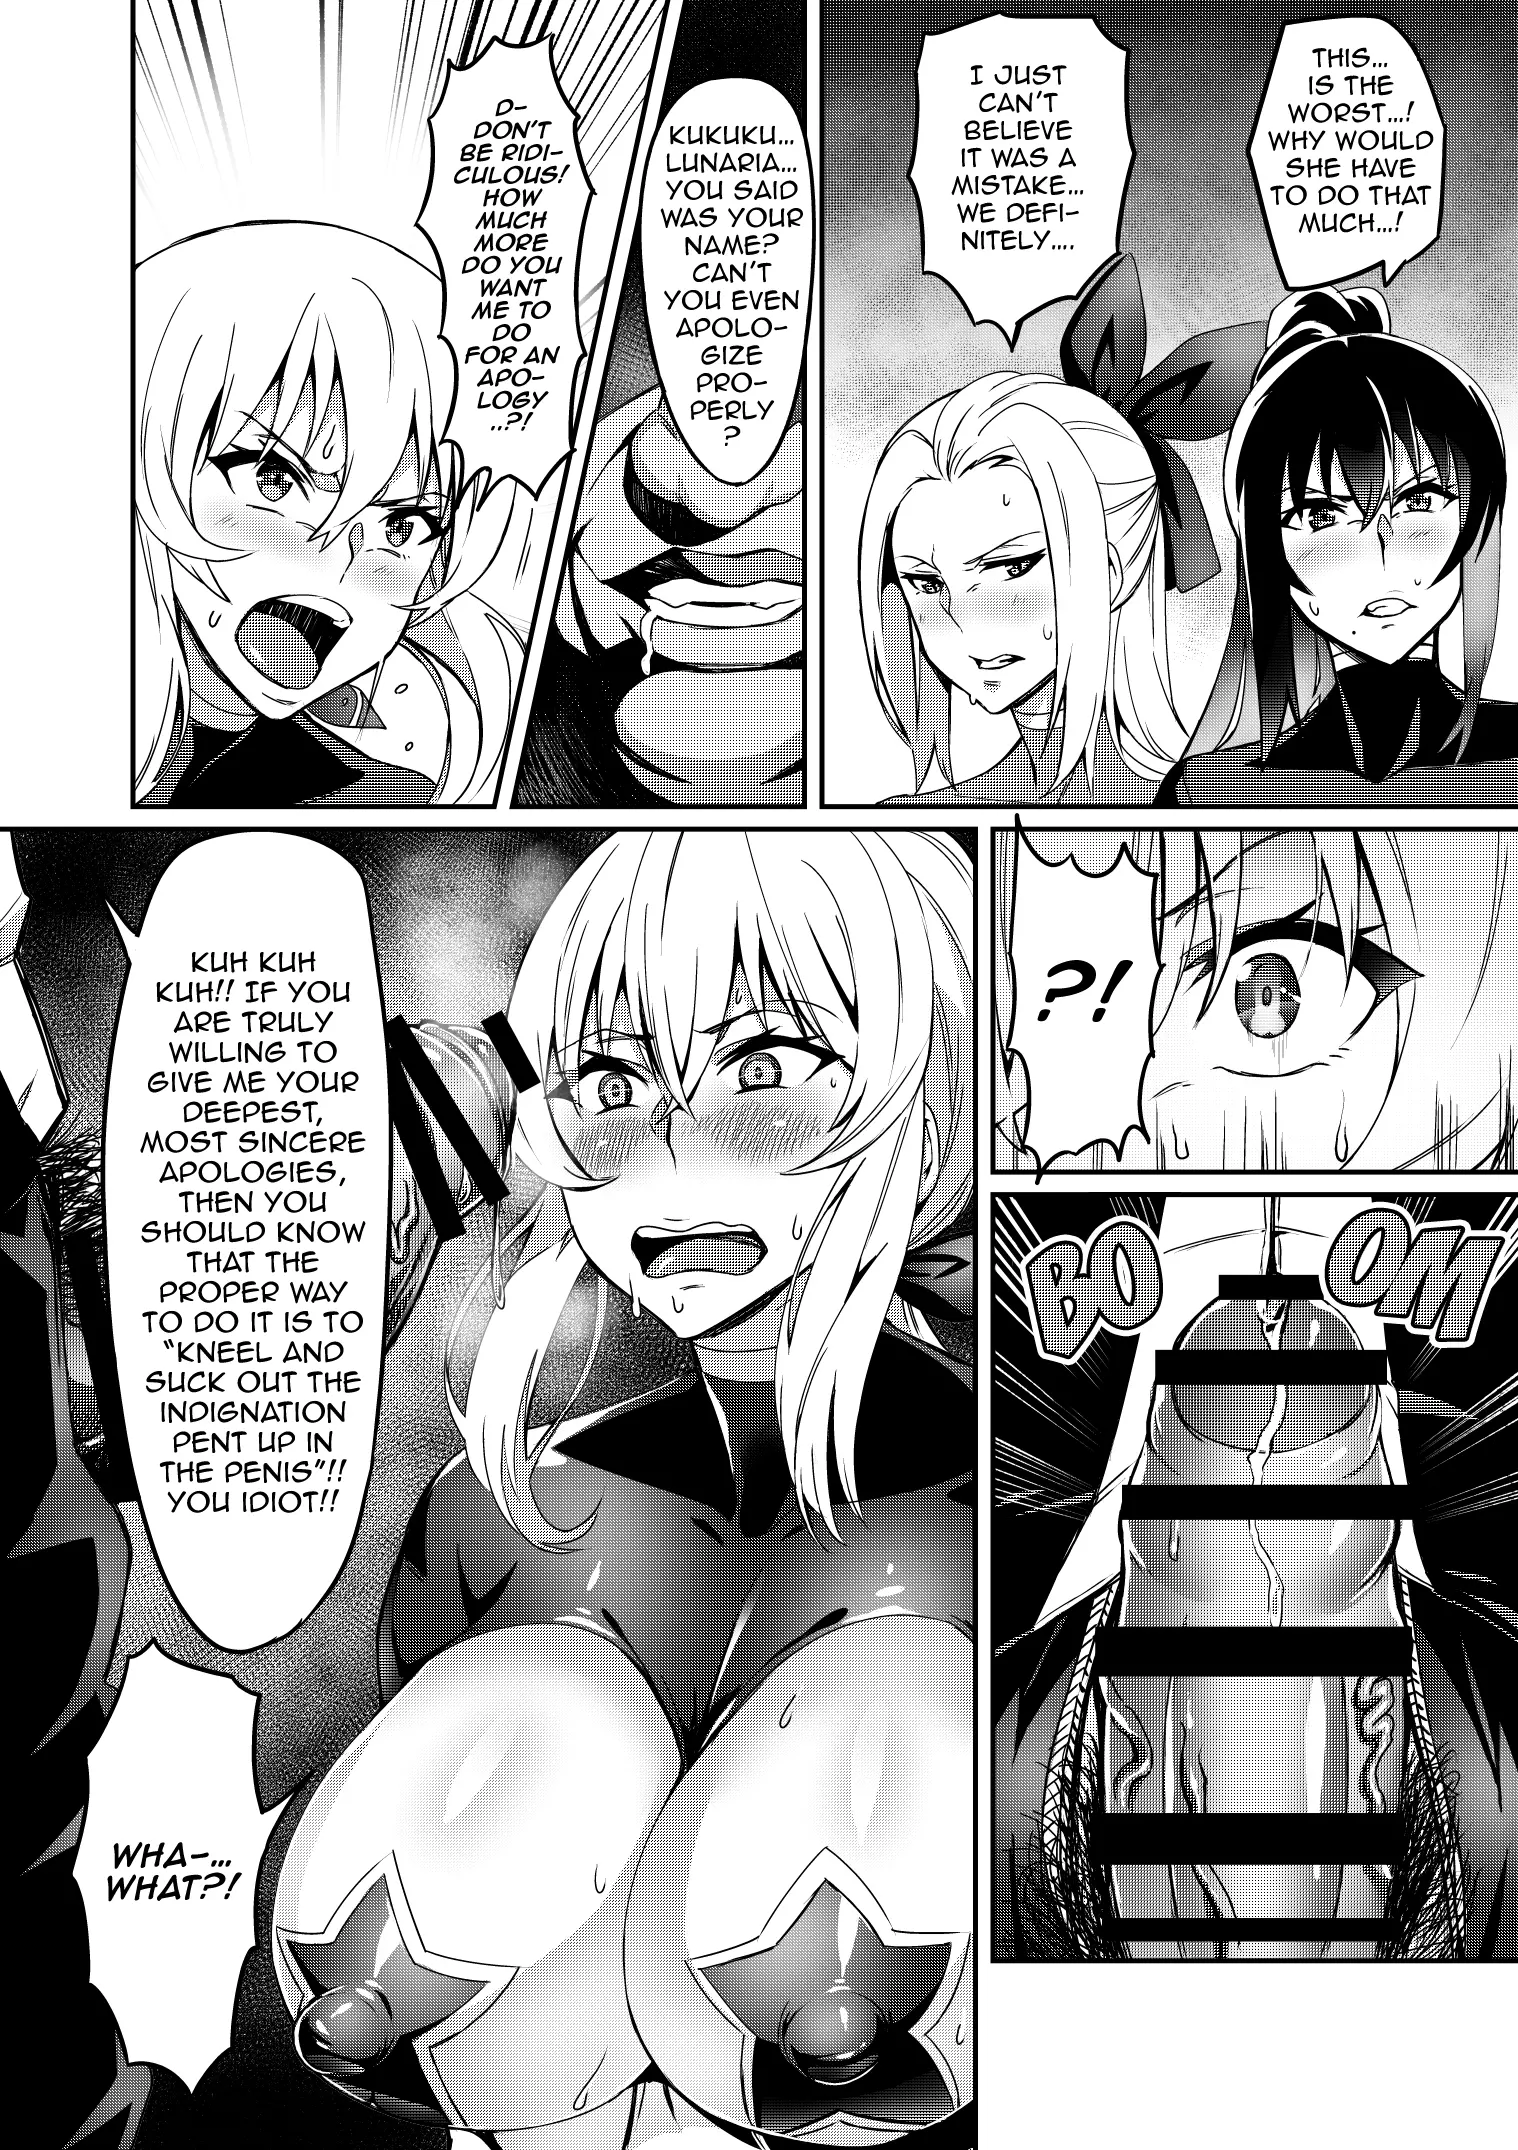 THIS...
IS THE
WORST...!
WHY WOULD
SHE HAVE
TO DO THAT
MUCH...!
I JUST
CAN'T
BELIEVE
IT WAS A
MISTAKE...
WE DEFI-
NITELY....
KUKUKU...
LUNARIA...
YOU SAID
WAS YOUR
NAME?
CAN'T
YOU EVEN
APOLO-
GIZE
PRO-
PERLY
?
D-
DON'T
BE RIDI-
CULOUS!
HOW
MUCH
MORE
DO YOU
WANT
ME TO
DO
FOR AN
APO-
LOGY
..?!
?!
BOOM
KUH KUH
KUH!! IF YOU
ARE TRULY
WILLING TO
GIVE ME YOUR
DEEPEST,
MOST SINCERE
APOLOGIES,
THEN YOU
SHOULD KNOW
THAT THE
PROPER WAY
TO DO IT IS TO
"KNEEL AND
SUCK OUT THE
INDIGNATION
PENT UP IN
THE PENIS"!!
YOU IDIOT!!
WHA-...
WHAT?!